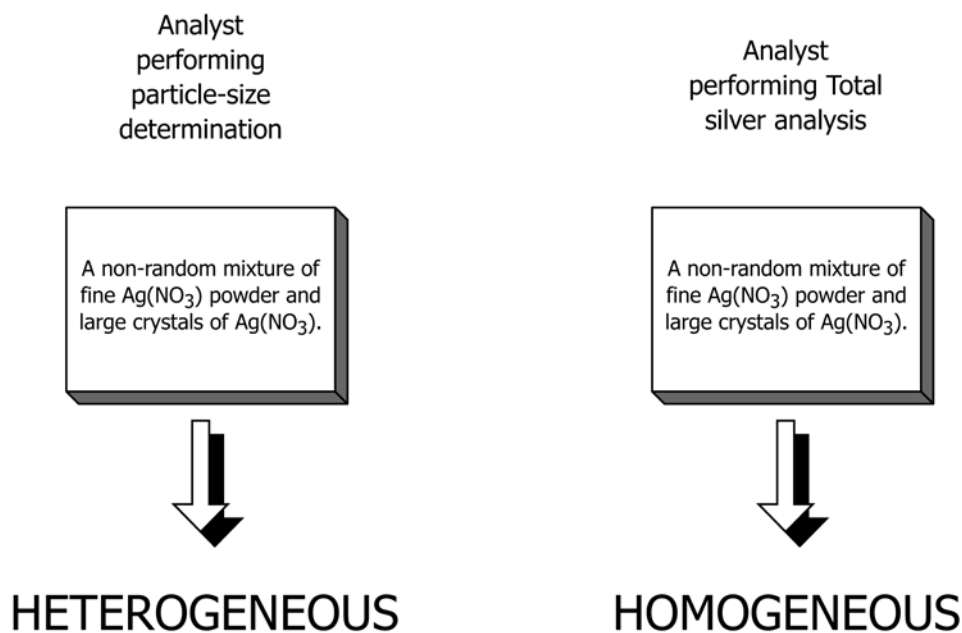 Analyst
performing
particle-size
determination
A non-random mixture of
fine Ag(NO₃) powder and
large crystals of Ag(NO₃).
HETEROGENEOUS
Analyst
performing Total
silver analysis
A non-random mixture of
fine Ag(NO₃) powder and
large crystals of Ag(NO₃).
HOMOGENEOUS